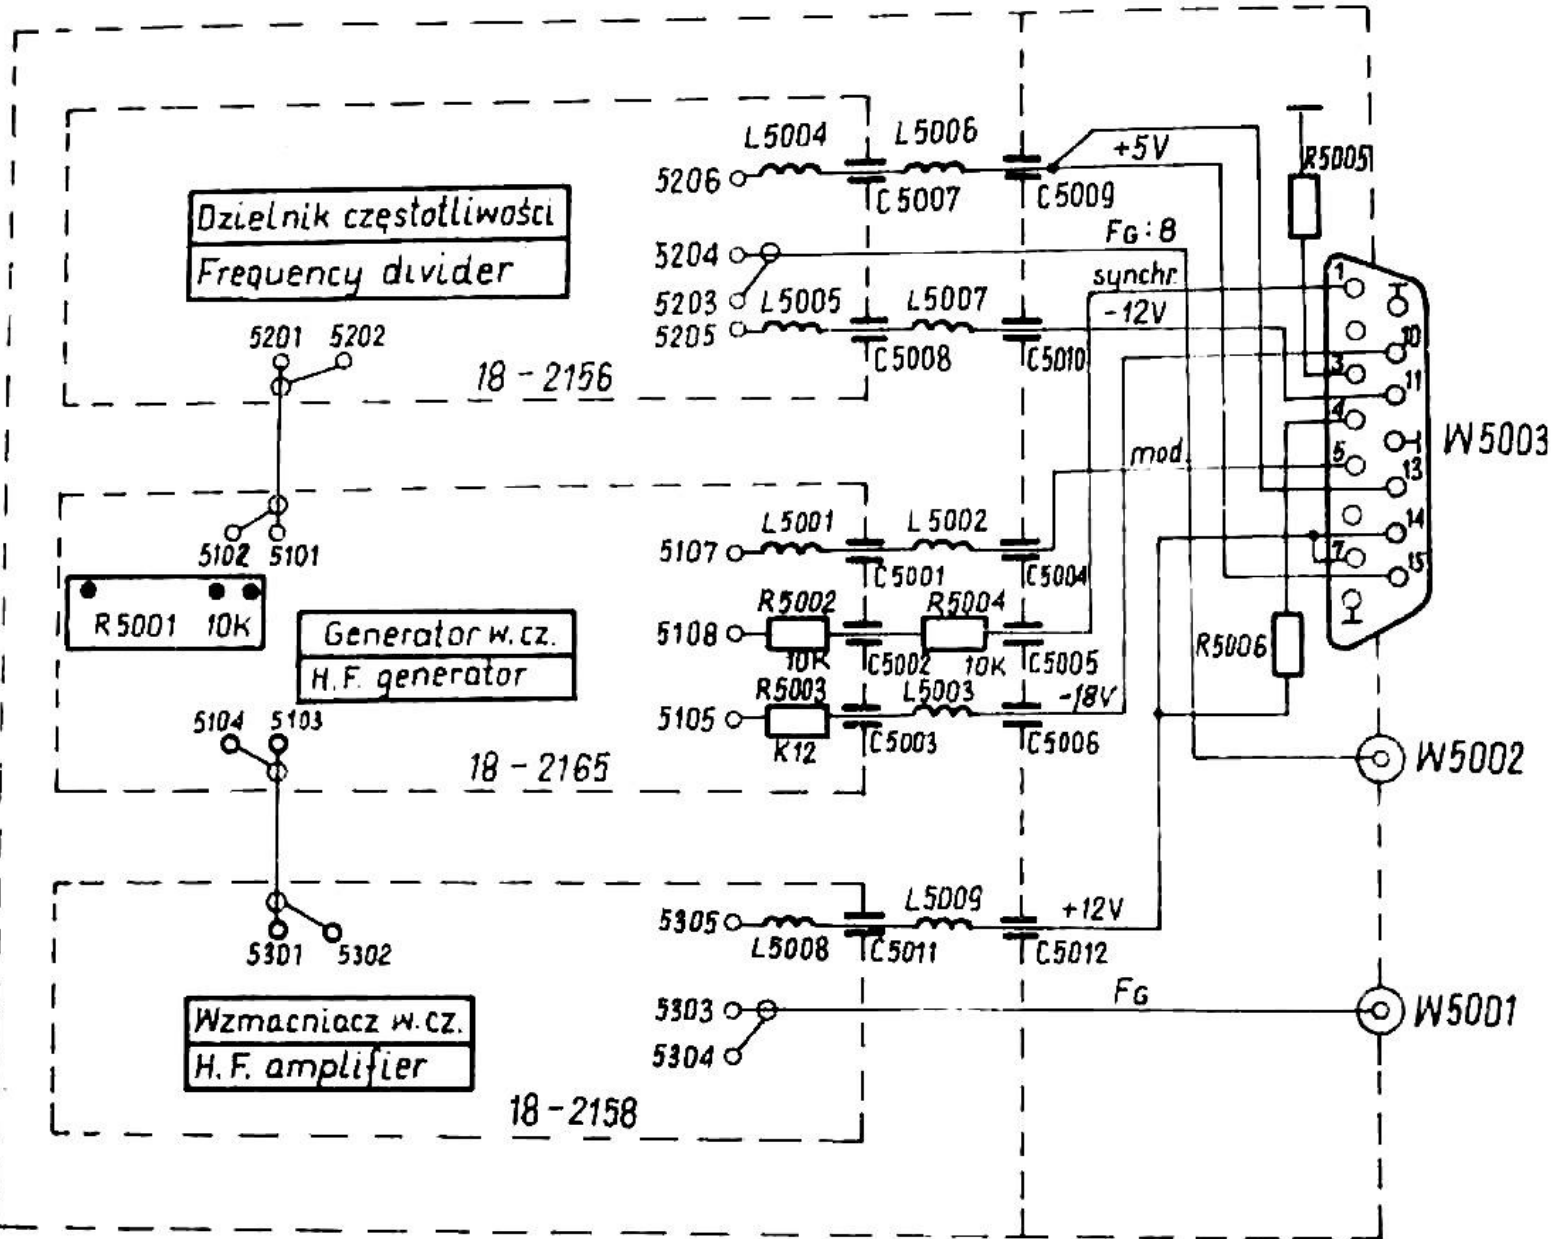 L5004
L5006
+5V
R5005
5206
C5007
C5009
Dzielnik częstotliwości
Frequency divider
5204
FG:8
5203
L5005
L5007
synchr.
1
5205
-12V
10
5201
5202
C5008
C5010
3
11
18-2156
4
W5003
mod.
5
13
L5001
L5002
14
5102
5101
5107
7
C5001
C5004
15
R5001 10K
R5002
R5004
Generator w.cz.
5108
R5006
10K
C5002
10K
C5005
H.F. generator
R5003
L5003
-18V
5104
5103
5105
K12
C5003
C5006
18-2165
W5002
L5009
5305
+12V
5301
5302
L5008
C5011
C5012
FG
Wzmacniacz w.cz.
5303
W5001
H.F. amplifier
5304
18-2158